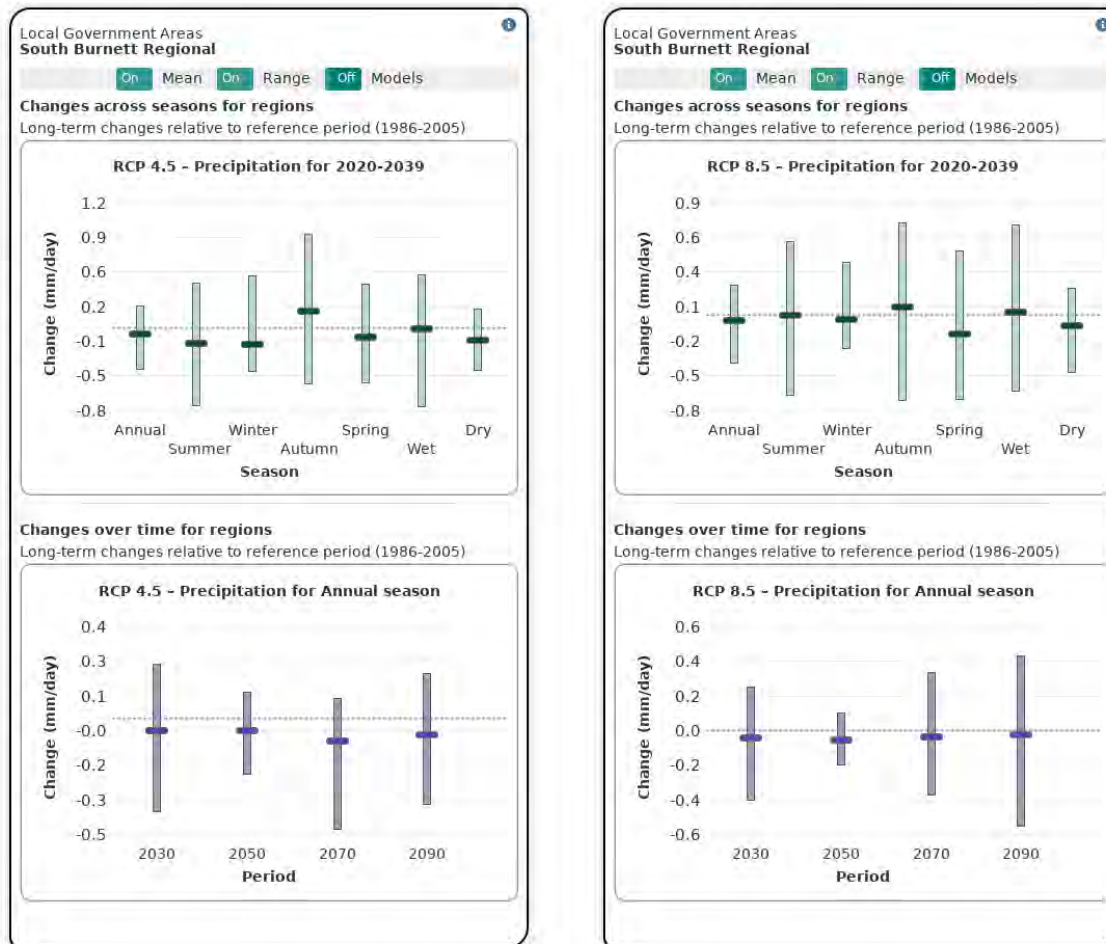 Local Government Areas
South Burnett Regional
On Mean On Range Off Models
Changes across seasons for regions
Long-term changes relative to reference period (1986-2005)
RCP 4.5 – Precipitation for 2020-2039
Change (mm/day)
1.2
0.9
0.6
0.2
-0.1
-0.5
-0.8
Annual Winter Spring Dry
Summer Autumn Wet
Season
Changes over time for regions
Long-term changes relative to reference period (1986-2005)
RCP 4.5 – Precipitation for Annual season
Change (mm/day)
0.4
0.3
0.1
-0.0
-0.2
-0.3
-0.5
2030 2050 2070 2090
Period
Local Government Areas
South Burnett Regional
On Mean On Range Off Models
Changes across seasons for regions
Long-term changes relative to reference period (1986-2005)
RCP 8.5 – Precipitation for 2020-2039
Change (mm/day)
0.9
0.6
0.4
0.1
-0.2
-0.5
-0.8
Annual Winter Spring Dry
Summer Autumn Wet
Season
Changes over time for regions
Long-term changes relative to reference period (1986-2005)
RCP 8.5 – Precipitation for Annual season
Change (mm/day)
0.6
0.4
0.2
0.0
-0.2
-0.4
-0.6
2030 2050 2070 2090
Period